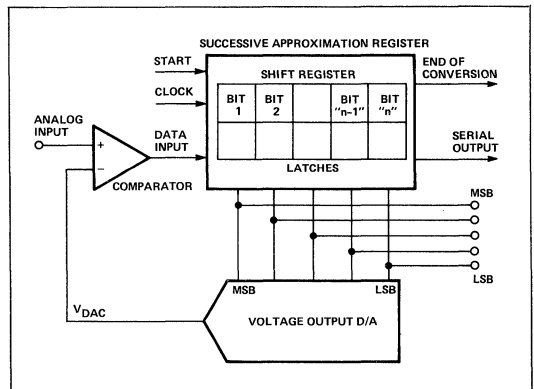 SUCCESSIVE APPROXIMATION REGISTER
START
CLOCK
SHIFT REGISTER
BIT 1
BIT 2
BIT "n-1"
BIT "n"
LATCHES
END OF
CONVERSION
SERIAL
OUTPUT
ANALOG
INPUT
+
−
COMPARATOR
DATA
INPUT
MSB
LSB
MSB
LSB
VDAC
VOLTAGE OUTPUT D/A